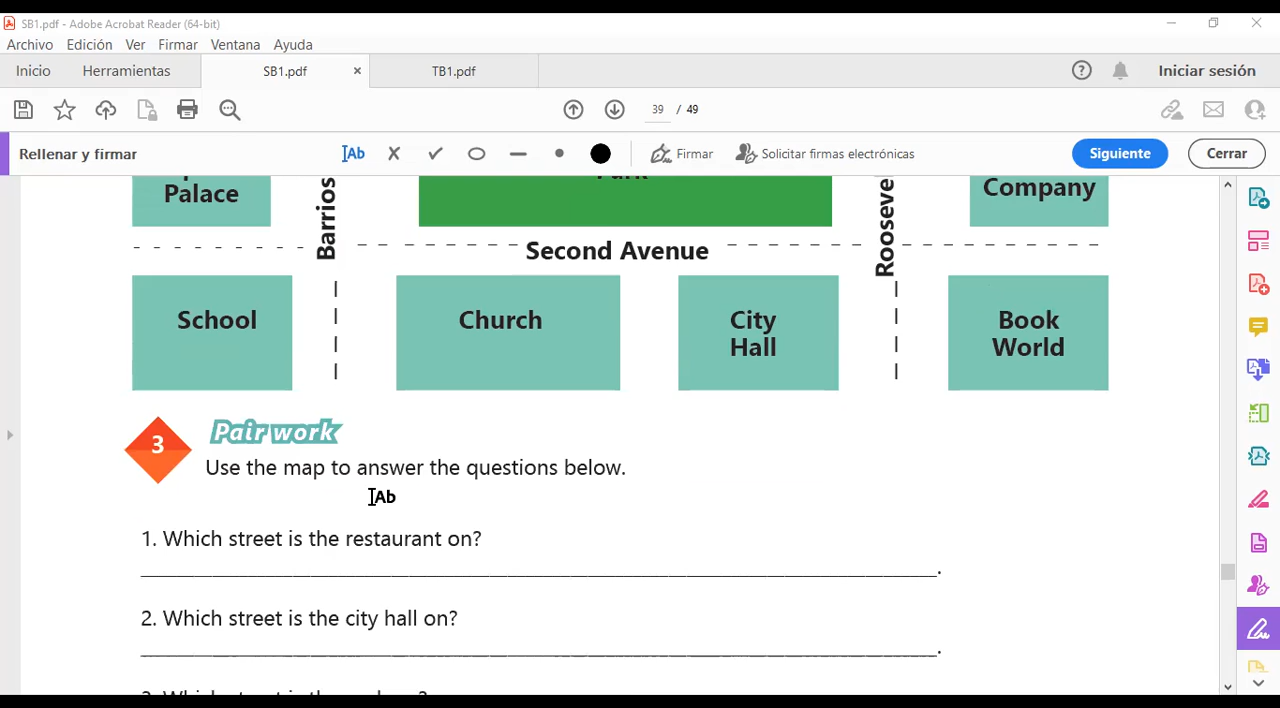 SB1.pdf - Adobe Acrobat Reader (64-bit)
Archivo Edición Ver Firmar Ventana Ayuda
Inicio Herramientas SB1.pdf × TB1.pdf ? Iniciar sesión
39 / 49
Rellenar y firmar Ab Firmar Solicitar firmas electrónicas Siguiente Cerrar
Palace
Barrios
Park
Company
Second Avenue
Rooseve
School
Church
City
Hall
Book
World
3
Pair work
Use the map to answer the questions below.
Ab
1. Which street is the restaurant on?
.
2. Which street is the city hall on?
.